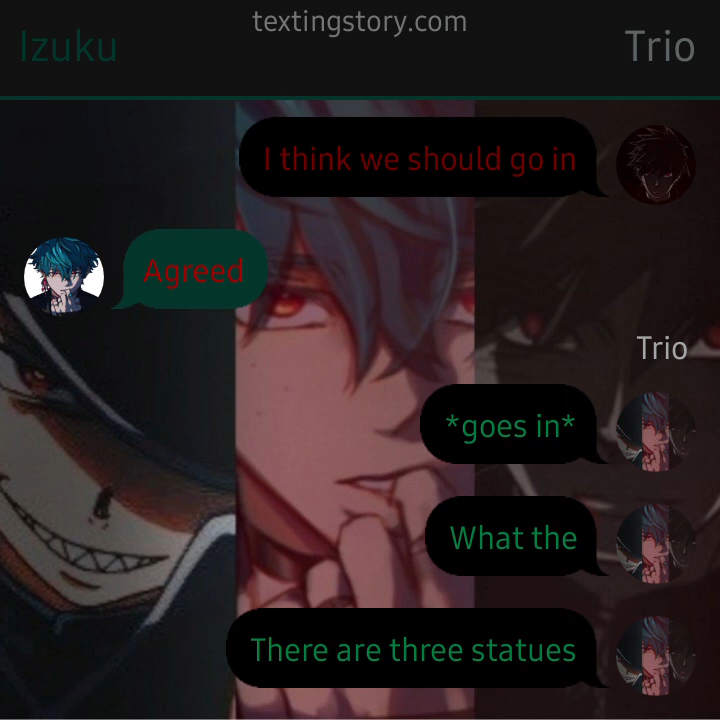 textingstory.com
Izuku
Trio
I think we should go in
Agreed
Trio
*goes in*
What the
There are three statues